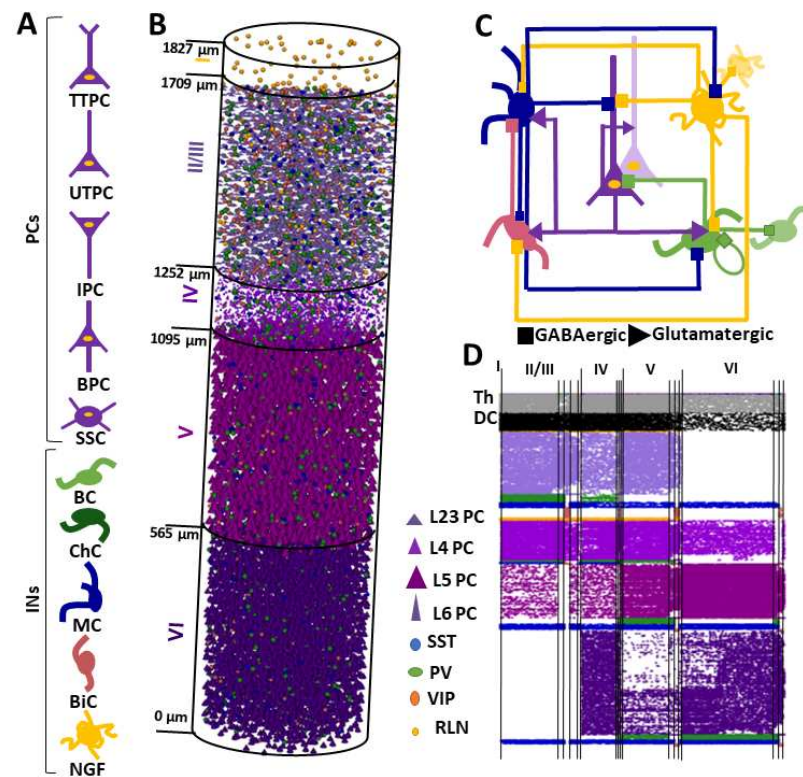 A
PCs
TTPC
UTPC
IPC
BPC
SSC
INs
BC
ChC
MC
BiC
NGF
B
1827 µm
1709 µm
II/III
1252 µm
IV
1095 µm
V
565 µm
VI
0 µm
C
GABAergic Glutamatergic
D
I II/III IV V VI
Th
DC
L23 PC
L4 PC
L5 PC
L6 PC
SST
PV
VIP
RLN